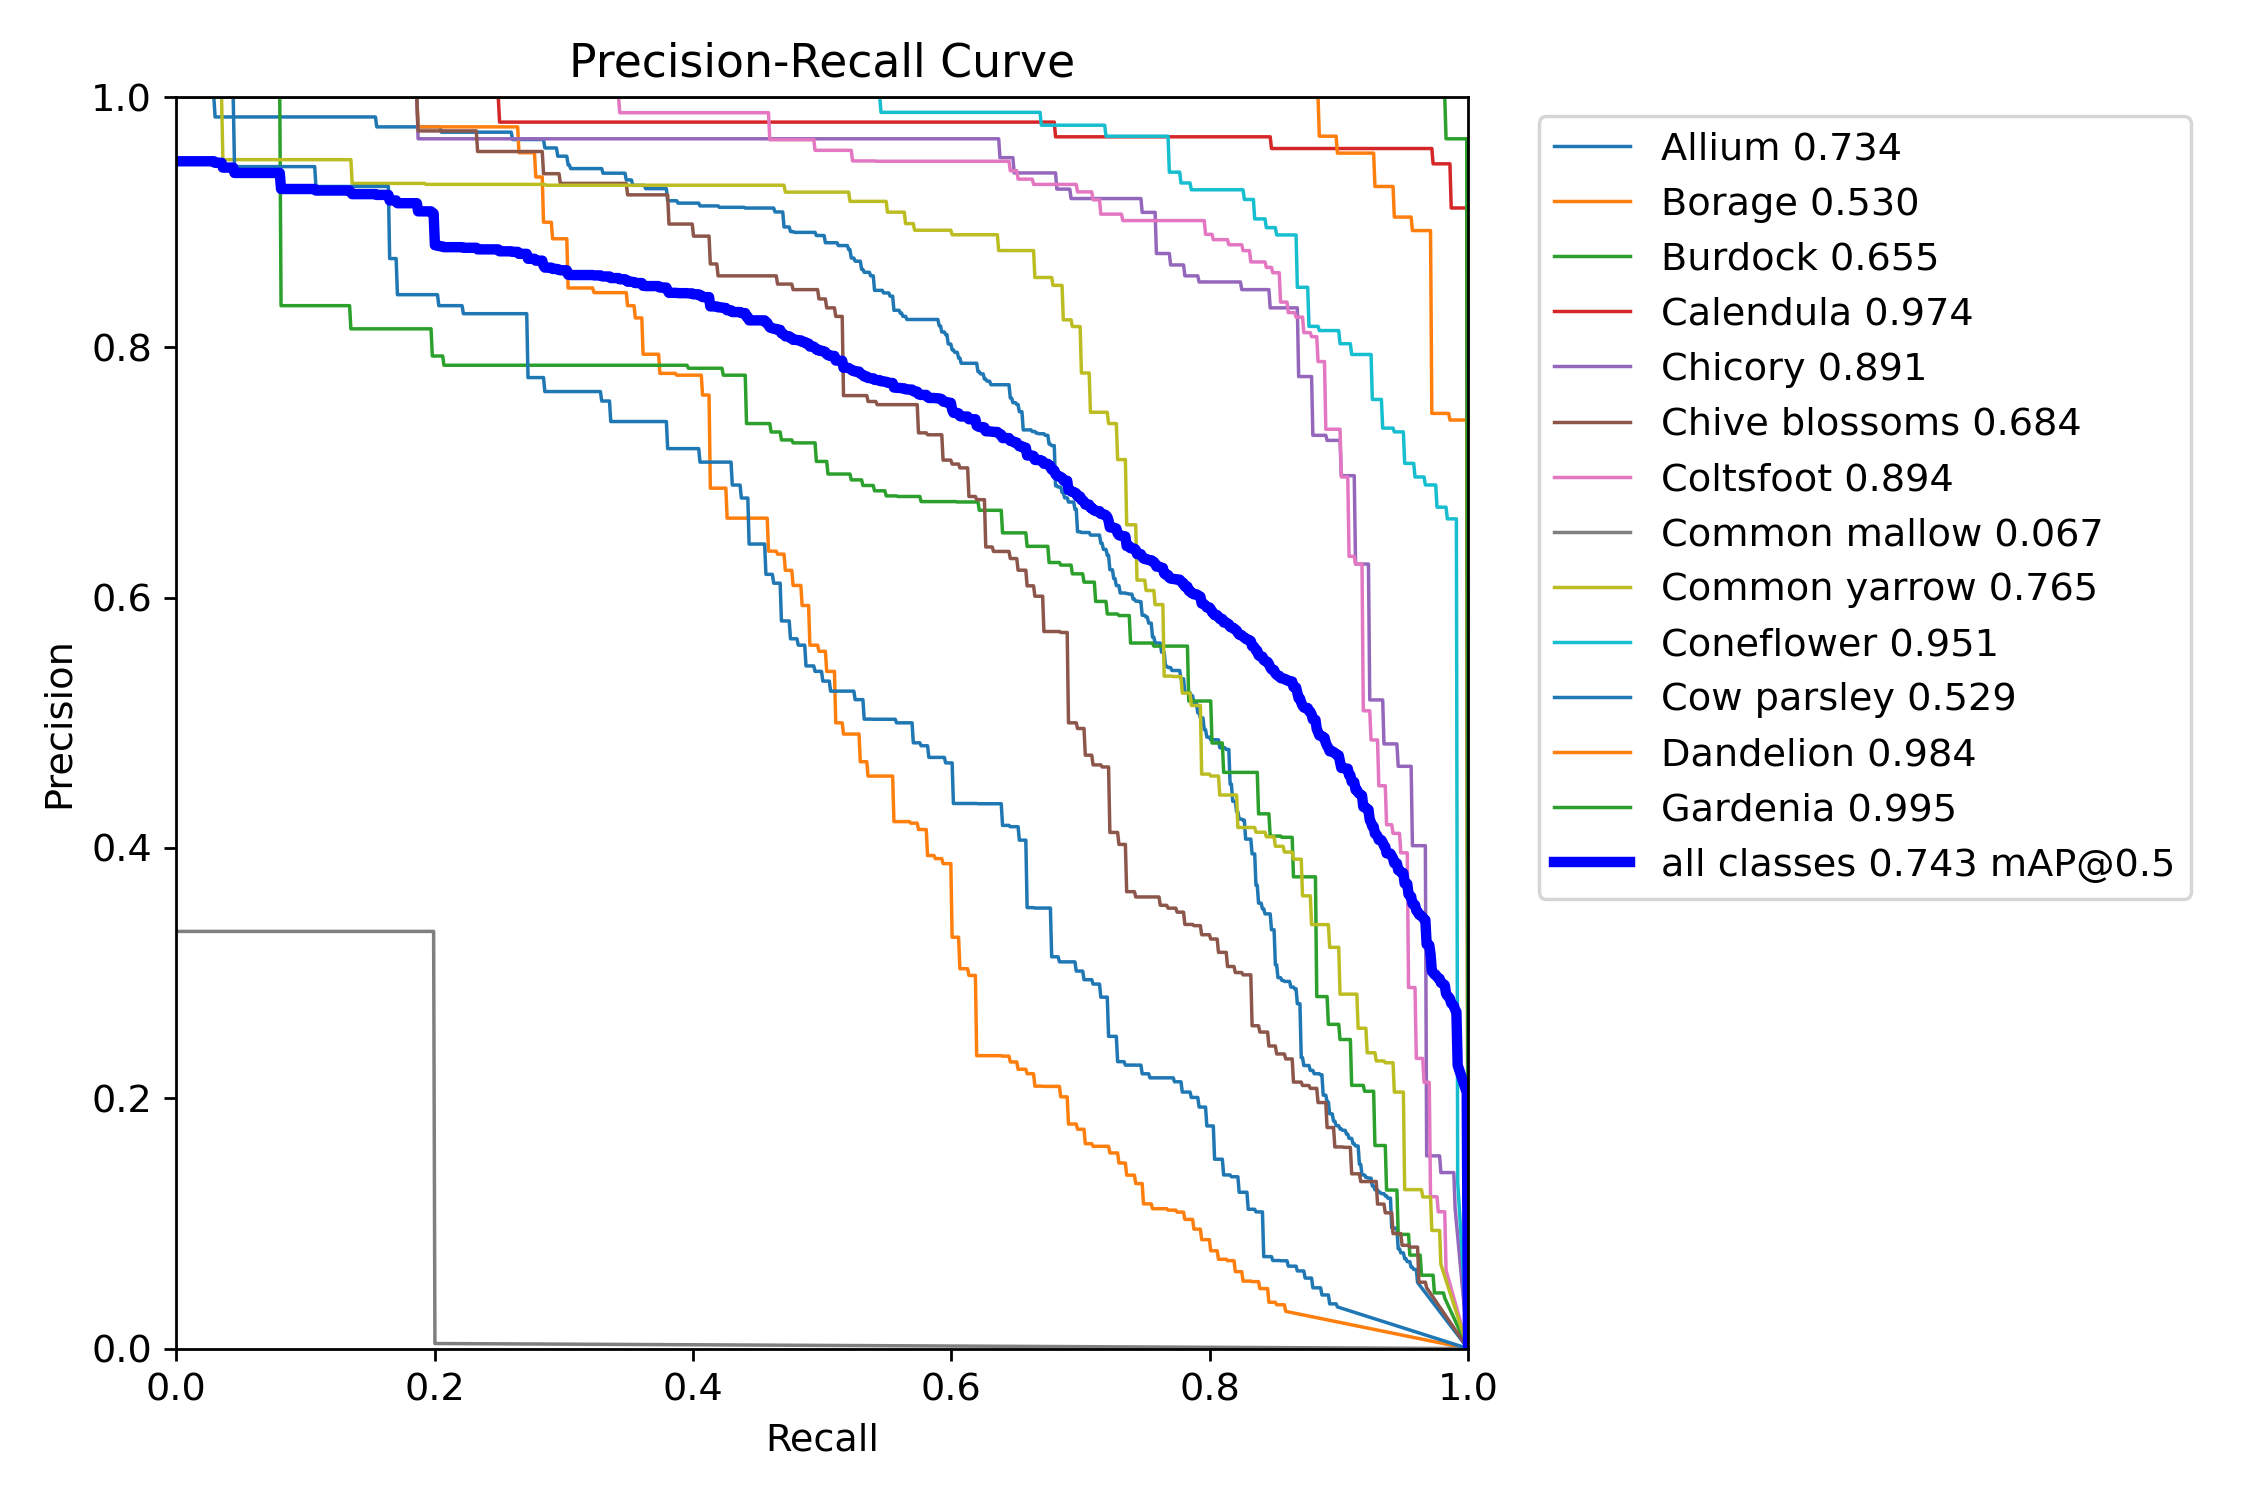 Precision-Recall Curve
1.0
0.8
0.6
0.4
0.2
0.0
Precision
0.0 0.2 0.4 0.6 0.8 1.0
Recall
Allium 0.734
Borage 0.530
Burdock 0.655
Calendula 0.974
Chicory 0.891
Chive blossoms 0.684
Coltsfoot 0.894
Common mallow 0.067
Common yarrow 0.765
Coneflower 0.951
Cow parsley 0.529
Dandelion 0.984
Gardenia 0.995
all classes 0.743 mAP@0.5